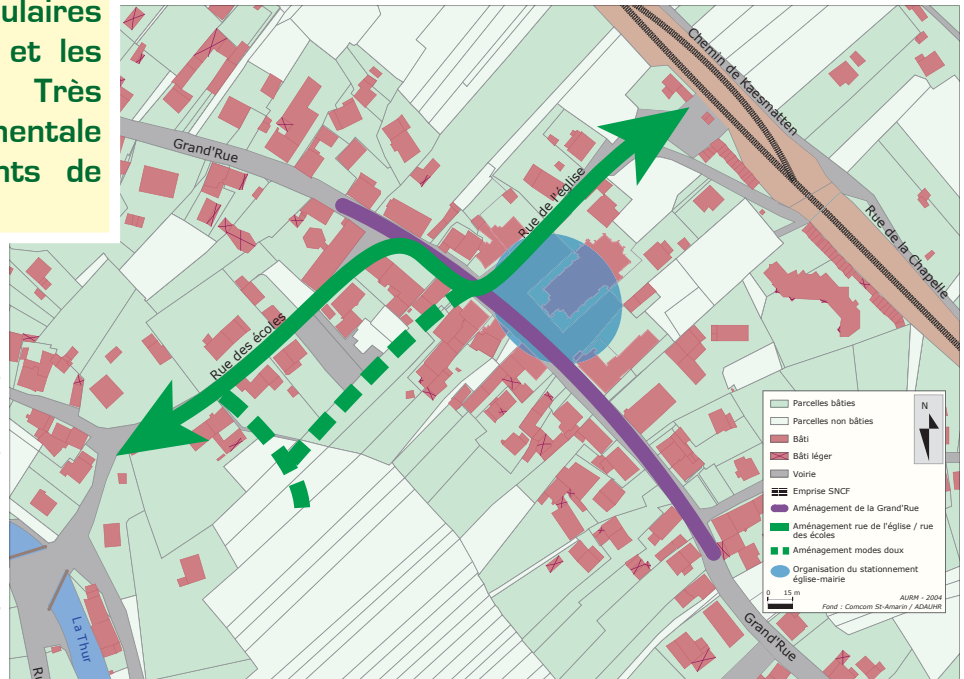 ulaires
et les
Très
mentale
nts de
Chemin de Kaesmatten
Grand'Rue
Rue de l'église
Rue de la Chapelle
Rue des écoles
La Thur
Ru
Grand'Rue
N
Parcelles bâties
Parcelles non bâties
Bâti
Bâti léger
Voirie
Emprise SNCF
Aménagement de la Grand'Rue
Aménagement rue de l'église / rue
des écoles
Aménagement modes doux
Organisation du stationnement
église-mairie
0 15 m
AURM - 2004
Fond : Comcom St-Amarin / ADAUHR